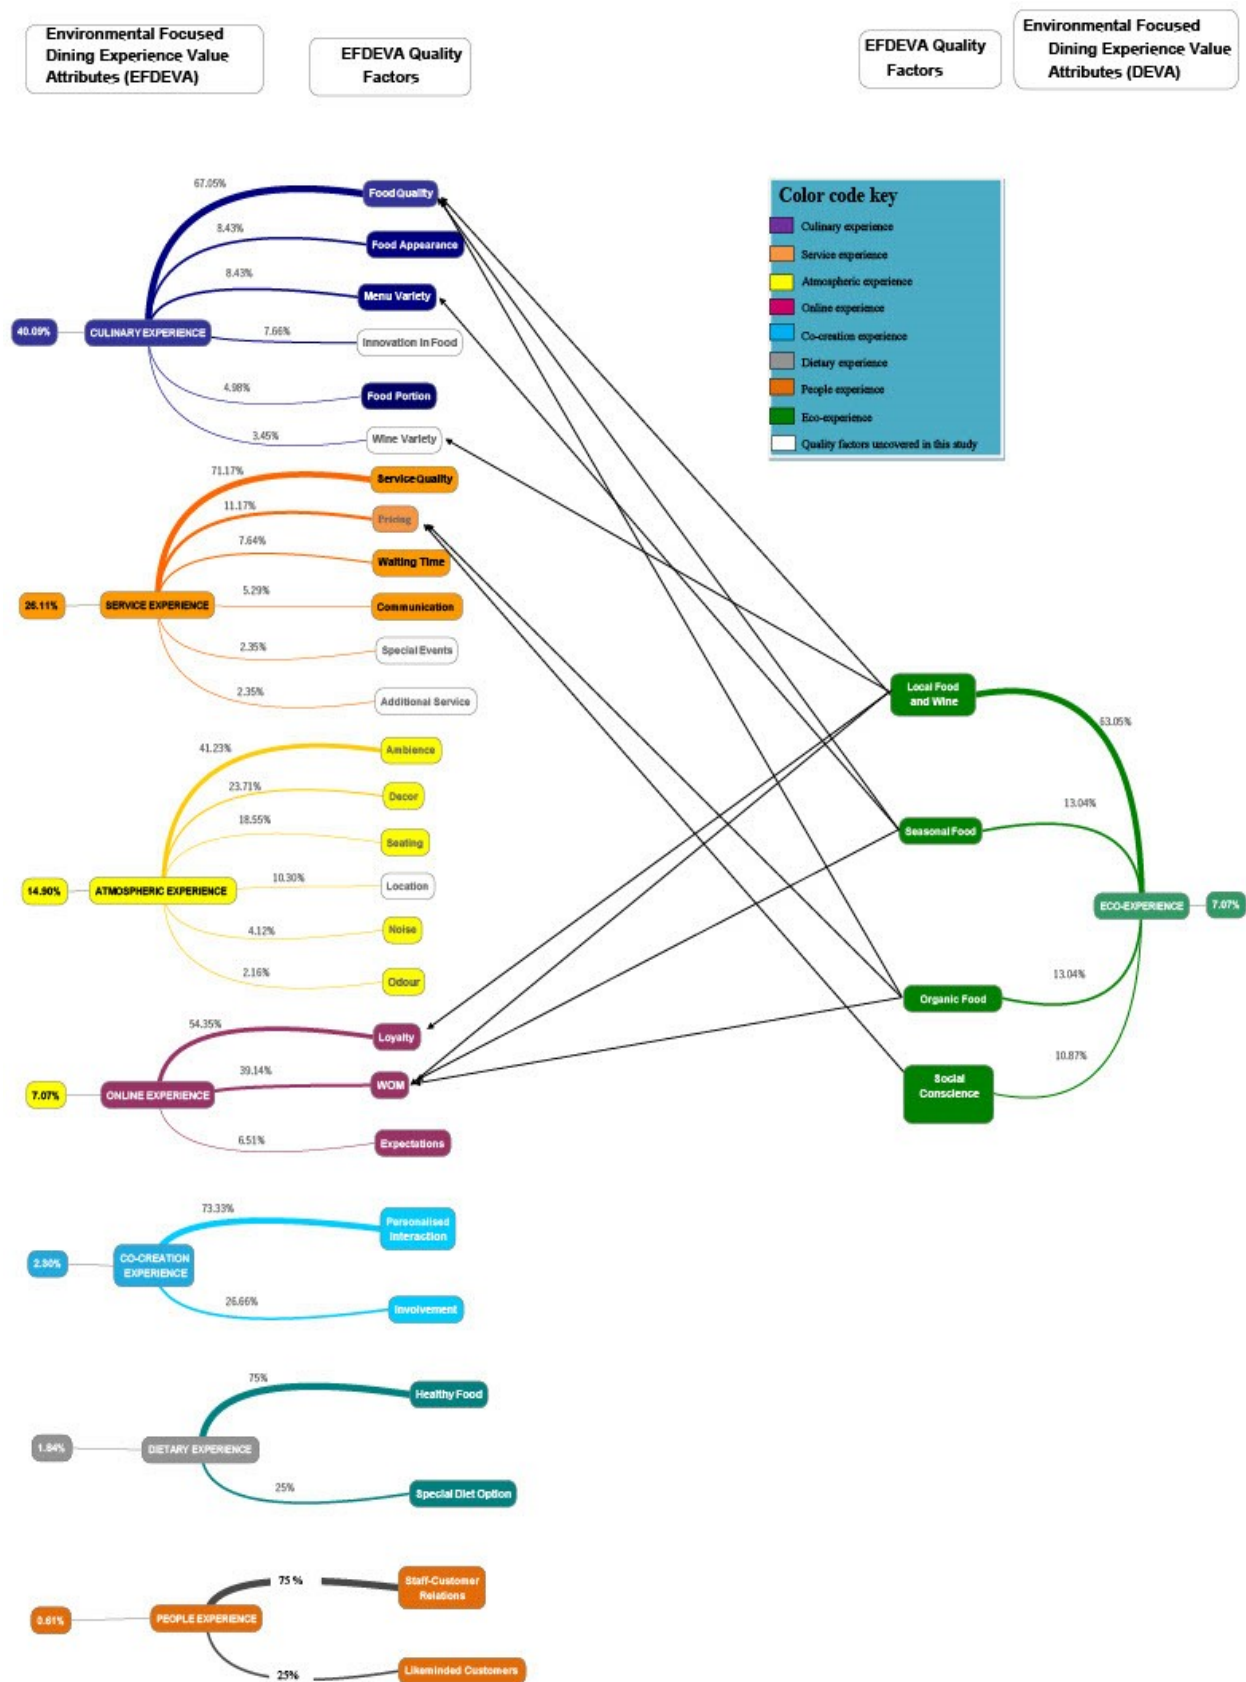 Environmental Focused
Dining Experience Value
Attributes (EFDEVA)
EFDEVA Quality
Factors
EFDEVA Quality
Factors
Environmental Focused
Dining Experience Value
Attributes (DEVA)
Color code key
Culinary experience
Service experience
Atmospheric experience
Online experience
Co-creation experience
Dietary experience
People experience
Eco-experience
Quality factors uncovered in this study
40.09%
CULINARY EXPERIENCE
67.05%
Food Quality
8.43%
Food Appearance
8.43%
Menu Variety
7.66%
Innovation In Food
4.98%
Food Portion
3.45%
Wine Variety
26.11%
SERVICE EXPERIENCE
71.17%
Service Quality
11.17%
Pricing
7.64%
Waiting Time
5.29%
Communication
2.35%
Special Events
2.35%
Additional Service
14.90%
ATMOSPHERIC EXPERIENCE
41.23%
Ambience
23.71%
Decor
18.55%
Seating
10.30%
Location
4.12%
Noise
2.16%
Odour
7.07%
ONLINE EXPERIENCE
54.35%
Loyalty
39.14%
WOM
6.51%
Expectations
2.30%
CO-CREATION
EXPERIENCE
73.33%
Personalised
Interaction
26.66%
Involvement
1.84%
DIETARY EXPERIENCE
75%
Healthy Food
25%
Special Diet Option
0.61%
PEOPLE EXPERIENCE
75 %
Staff-Customer
Relations
25%
Likeminded Customers
Local Food
and Wine
63.05%
Seasonal Food
13.04%
Organic Food
13.04%
Social
Conscience
10.87%
ECO-EXPERIENCE
7.07%